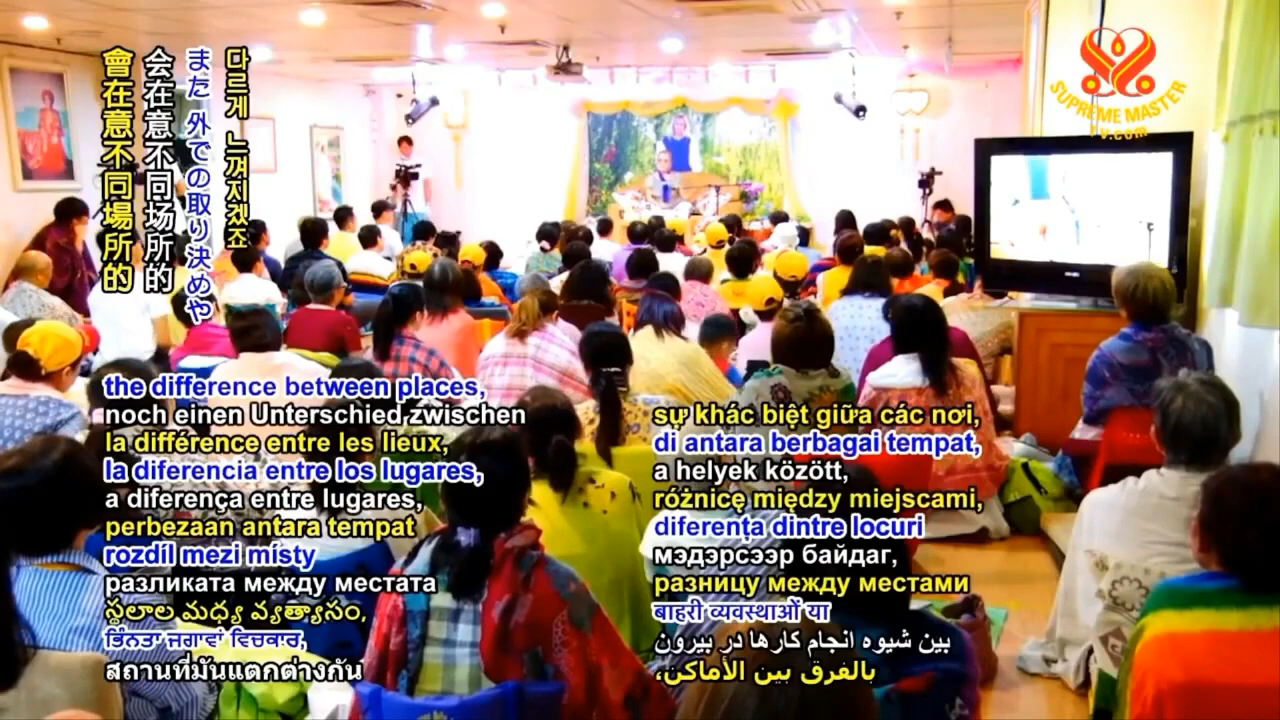 다르게 느껴지겠죠
また 外での取り決めや
会在意不同场所的
會在意不同場所的
SUPREME MASTER
TV.com
the difference between places,
noch einen Unterschied zwischen
la différence entre les lieux,
la diferencia entre los lugares,
a diferença entre lugares,
perbezaan antara tempat
rozdíl mezi místy
разликата между местата
స్థలాల మధ్య వ్యత్యాసం,
ਭਿੰਨਤਾ ਜਗਾਵਾਂ ਵਿਚਕਾਰ,
สถานที่มันแตกต่างกัน
sự khác biệt giữa các nơi,
di antara berbagai tempat,
a helyek között,
różnicę między miejscami,
diferența dintre locuri
мэдэрсээр байдаг,
разницу между местами
बाहरी व्यवस्थाओं या
بین شیوه انجام کارها در بیرون
بالفرق بين الأماكن،